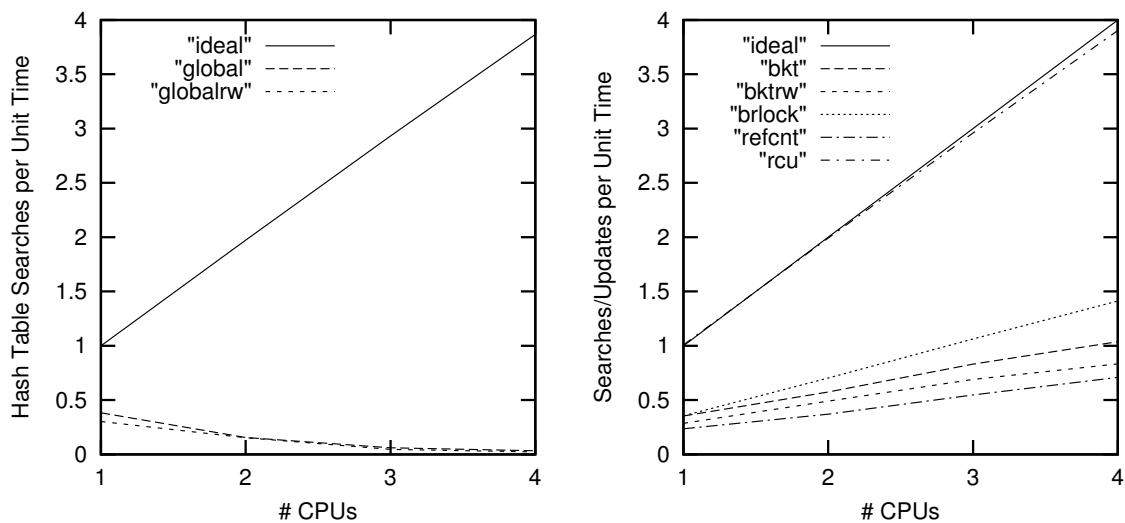 Hash Table Searches per Unit Time
4
3.5
3
2.5
2
1.5
1
0.5
0
"ideal"
"global"
"globalrw"
1 2 3 4
# CPUs
Searches/Updates per Unit Time
4
3.5
3
2.5
2
1.5
1
0.5
0
"ideal"
"bkt"
"bktrw"
"brlock"
"refcnt"
"rcu"
1 2 3 4
# CPUs